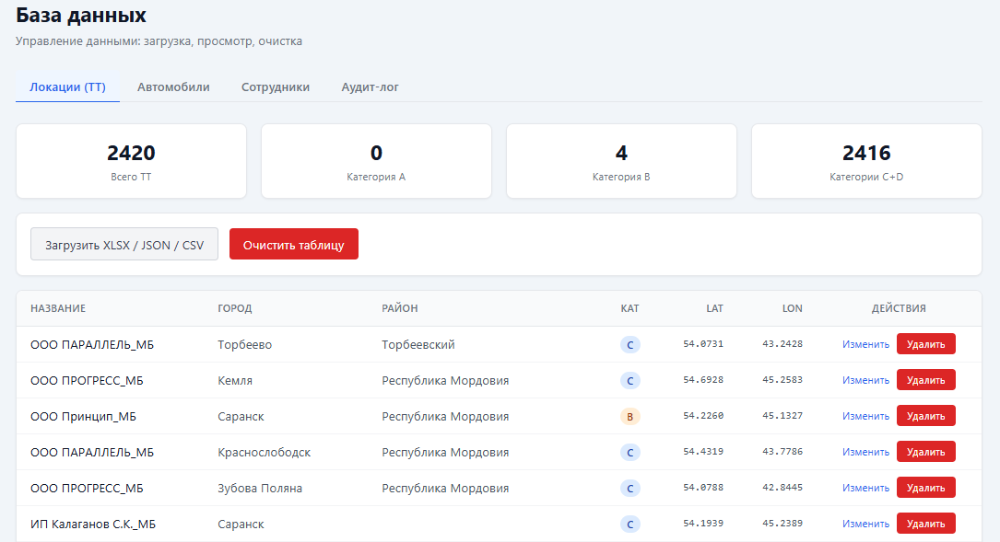 База данных
Управление данными: загрузка, просмотр, очистка
Локации (ТТ) Автомобили Сотрудники Аудит-лог
2420 0 4 2416
Всего ТТ Категория A Категория B Категории C+D
Загрузить XLSX / JSON / CSV Очистить таблицу
НАЗВАНИЕ ГОРОД РАЙОН КАТ LAT LON ДЕЙСТВИЯ
ООО ПАРАЛЛЕЛЬ_МБ Торбеево Торбеевский C 54.0731 43.2428 Изменить Удалить
ООО ПРОГРЕСС_МБ Кемля Республика Мордовия C 54.6928 45.2583 Изменить Удалить
ООО Принцип_МБ Саранск Республика Мордовия B 54.2260 45.1327 Изменить Удалить
ООО ПАРАЛЛЕЛЬ_МБ Краснослободск Республика Мордовия C 54.4319 43.7786 Изменить Удалить
ООО ПРОГРЕСС_МБ Зубова Поляна Республика Мордовия C 54.0788 42.8445 Изменить Удалить
ИП Калаганов С.К._МБ Саранск C 54.1939 45.2389 Изменить Удалить